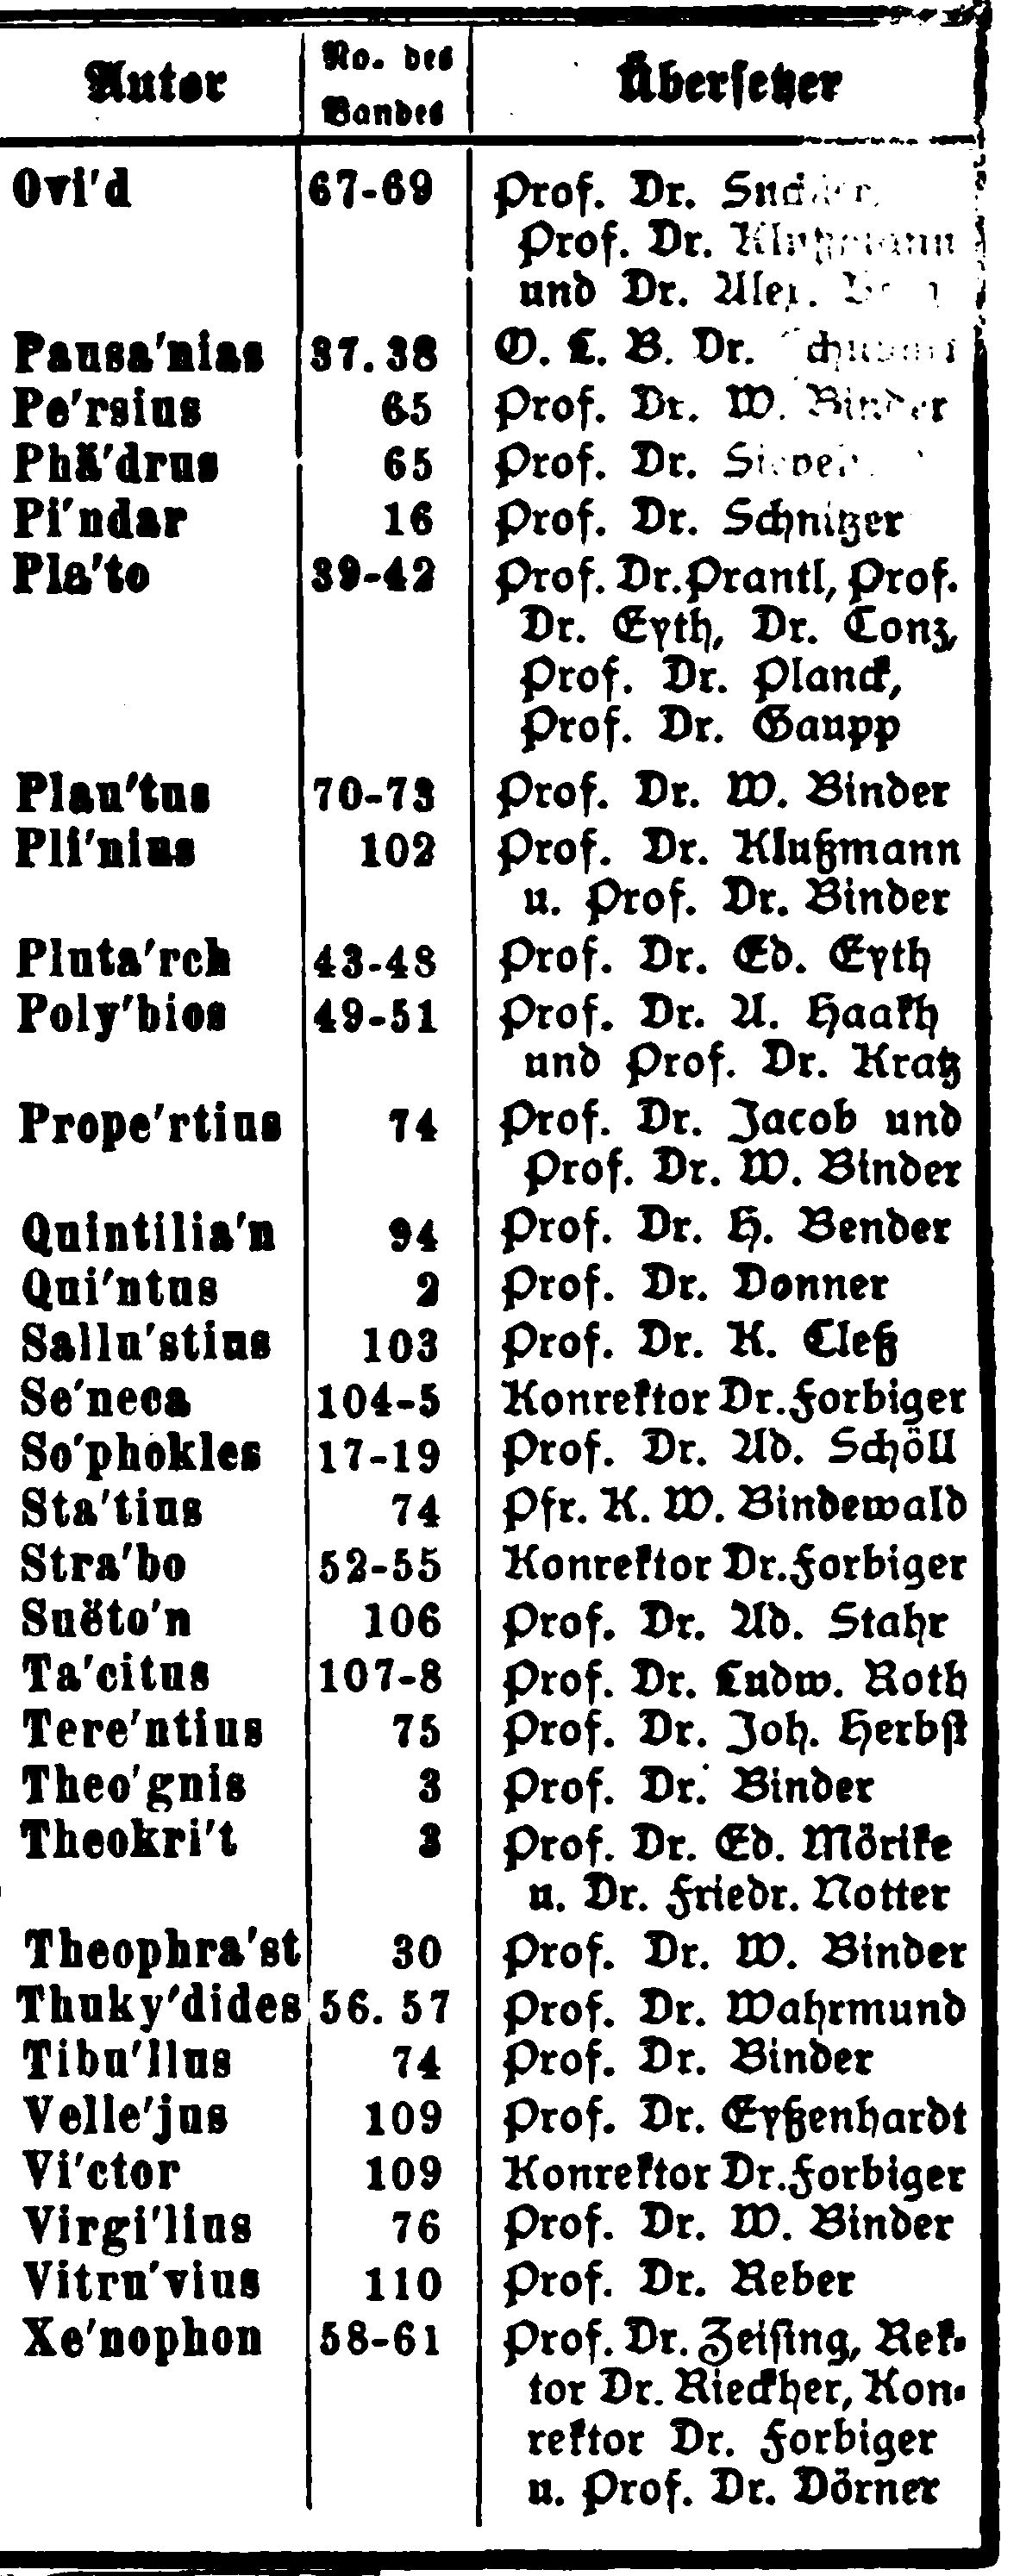 Autor No. des Bandes Übersetzer
Ovi'd 67-69 Prof. Dr.
Prof. Dr.
und Dr. Alex.
Pausa'nias 37. 38 O. L. B. Dr.
Pe'rsius 65 Prof. Dr. W. Binder
Phä'drus 65 Prof. Dr.
Pi'ndar 16 Prof. Dr. Schnitzer
Pla'to 39-42 Prof. Dr. Prantl, Prof.
Dr. Eyth, Dr. Conz,
Prof. Dr. Planck,
Prof. Dr. Gaupp
Plau'tus 70-73 Prof. Dr. W. Binder
Pli'nius 102 Prof. Dr. Klußmann
u. Prof. Dr. Binder
Pluta'rch 43-48 Prof. Dr. Ed. Eyth
Poly'bios 49-51 Prof. Dr. A. Haakh
und Prof. Dr. Kratz
Prope'rtius 74 Prof. Dr. Jacob und
Prof. Dr. W. Binder
Quintilia'n 94 Prof. Dr. H. Bender
Qui'ntus 2 Prof. Dr. Donner
Sallu'stius 103 Prof. Dr. K. Cleß
Se'neca 104-5 Konrektor Dr. Forbiger
So'phokles 17-19 Prof. Dr. Ad. Schöll
Sta'tius 74 Pfr. K. W. Bindewald
Stra'bo 52-55 Konrektor Dr. Forbiger
Suëto'n 106 Prof. Dr. Ad. Stahr
Ta'citus 107-8 Prof. Dr. Ludw. Roth
Tere'ntius 75 Prof. Dr. Joh. Herbst
Theo'gnis 3 Prof. Dr. Binder
Theokri't 3 Prof. Dr. Ed. Mörike
u. Dr. Friedr. Notter
Theophra'st 30 Prof. Dr. W. Binder
Thuky'dides 56. 57 Prof. Dr. Wahrmund
Tibu'llus 74 Prof. Dr. Binder
Velle'jus 109 Prof. Dr. Eyßenhardt
Vi'ctor 109 Konrektor Dr. Forbiger
Virgi'lius 76 Prof. Dr. W. Binder
Vitru'vius 110 Prof. Dr. Reber
Xe'nophon 58-61 Prof. Dr. Zeising, Rek-
tor Dr. Rieckher, Kon-
rektor Dr. Forbiger
u. Prof. Dr. Dörner